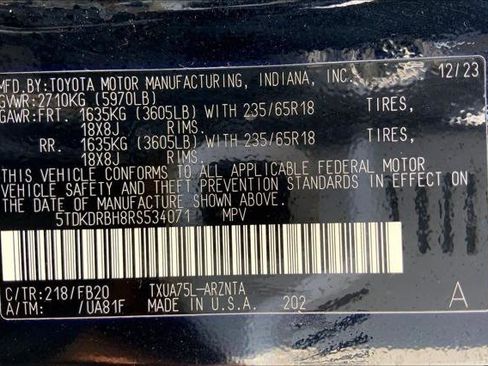 MFD.BY:TOYOTA MOTOR MANUFACTURING, INDIANA, INC. 12/23
GVWR:2710KG (5970LB)
GAWR:FRT. 1635KG (3605LB) WITH 235/65R18 TIRES,
18X8J RIMS.
RR. 1635KG (3605LB) WITH 235/65R18 TIRES,
18X8J RIMS.
THIS VEHICLE CONFORMS TO ALL APPLICABLE FEDERAL MOTOR
VEHICLE SAFETY AND THEFT PREVENTION STANDARDS IN EFFECT ON
THE DATE OF MANUFACTURE SHOWN ABOVE.
5TDKDRBH8RS534071 MPV
C/TR:218/FB20 TXUA75L-ARZNTA A
A/TM: /UA81F MADE IN U.S.A. 202